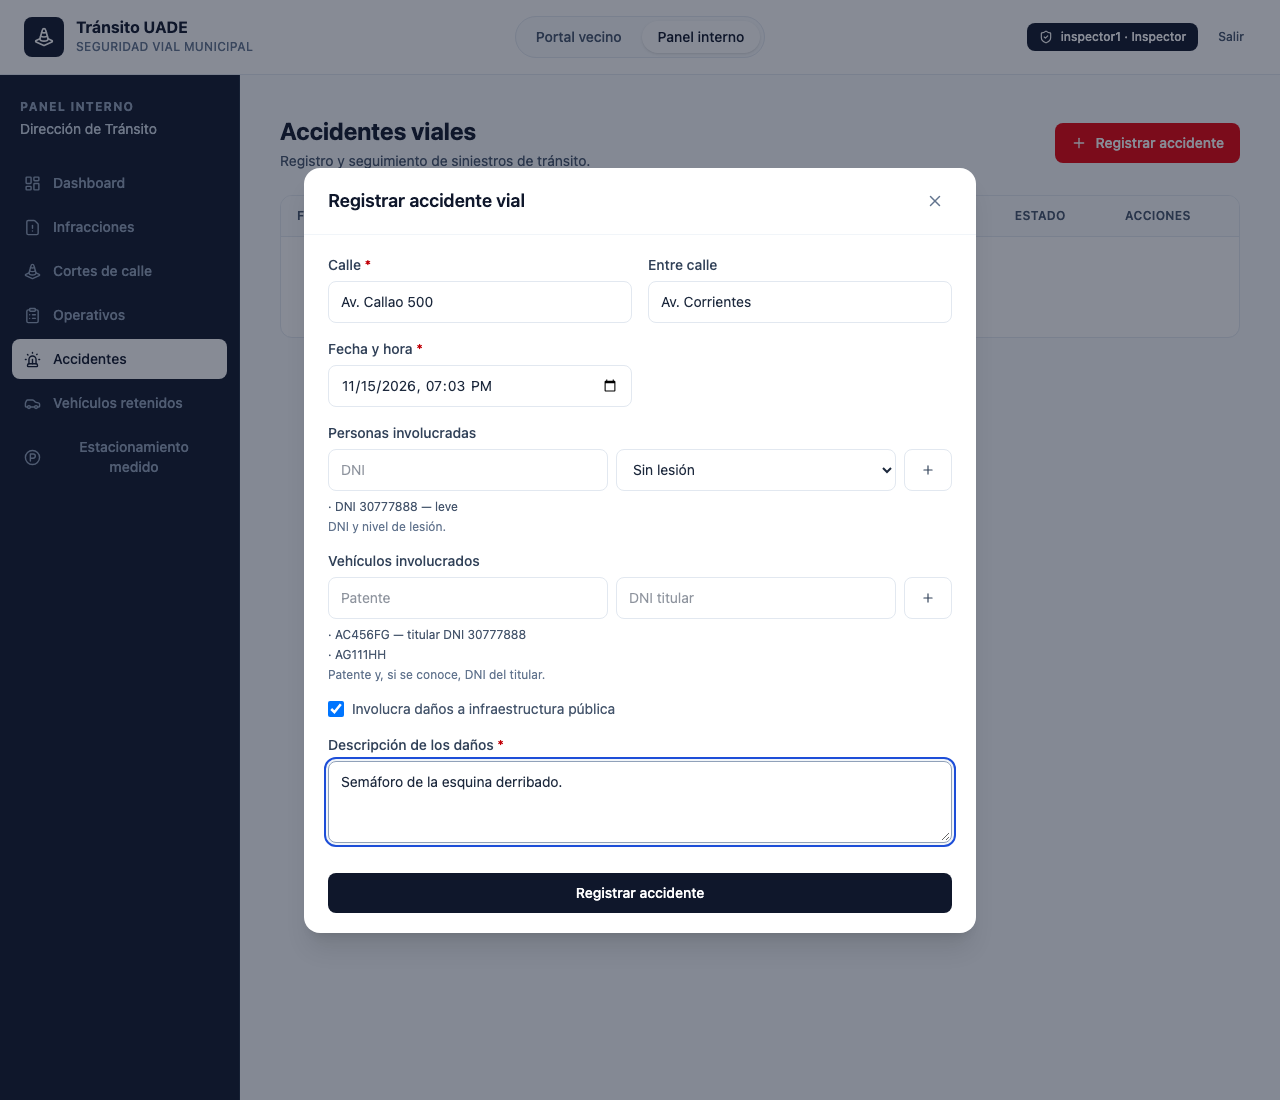 Tránsito UADE
SEGURIDAD VIAL MUNICIPAL
Portal vecino
Panel interno
inspector1 · Inspector
Salir
PANEL INTERNO
Dirección de Tránsito
Dashboard
Infracciones
Cortes de calle
Operativos
Accidentes
Vehículos retenidos
Estacionamiento
medido
Accidentes viales
Registro y seguimiento de siniestros de tránsito.
+ Registrar accidente
F
ESTADO
ACCIONES
Registrar accidente vial
Calle *
Av. Callao 500
Entre calle
Av. Corrientes
Fecha y hora *
11/15/2026, 07:03 PM
Personas involucradas
DNI
Sin lesión
+
· DNI 30777888 — leve
DNI y nivel de lesión.
Vehículos involucrados
Patente
DNI titular
+
· AC456FG — titular DNI 30777888
· AG111HH
Patente y, si se conoce, DNI del titular.
Involucra daños a infraestructura pública
Descripción de los daños *
Semáforo de la esquina derribado.
Registrar accidente